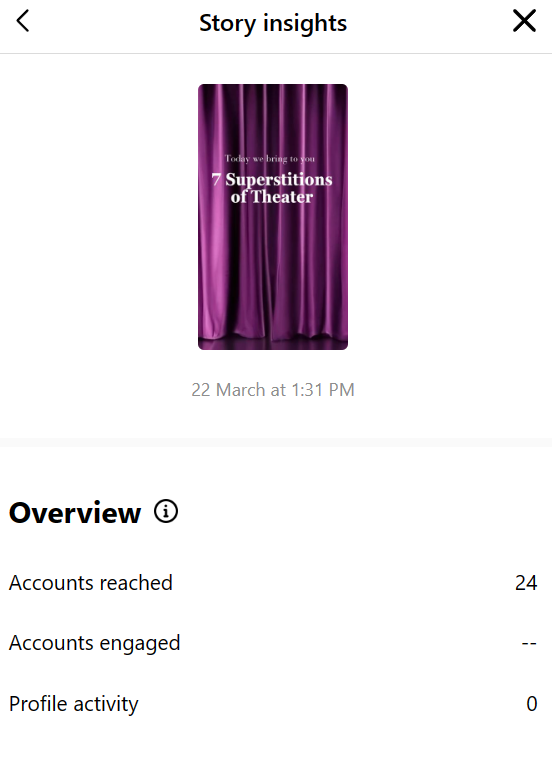 Story insights
Today we bring to you
7 Superstitions
of Theater
22 March at 1:31 PM
Overview
Accounts reached 24
Accounts engaged --
Profile activity 0